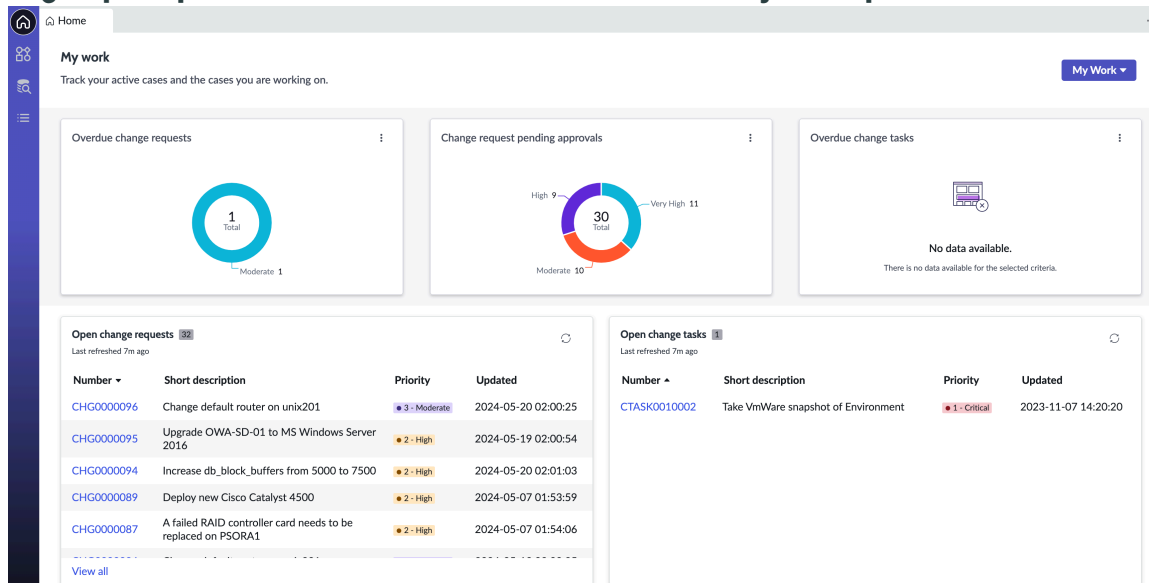 Home
My work
Track your active cases and the cases you are working on.
My Work
Overdue change requests
1
Total
Moderate 1
Change request pending approvals
High 9
Very High 11
30
Total
Moderate 10
Overdue change tasks
No data available.
There is no data available for the selected criteria.
Open change requests 32
Last refreshed 7m ago
Number Short description Priority Updated
CHG0000096 Change default router on unix201 3 - Moderate 2024-05-20 02:00:25
CHG0000095 Upgrade OWA-SD-01 to MS Windows Server
2016 2 - High 2024-05-19 02:00:54
CHG0000094 Increase db_block_buffers from 5000 to 7500 2 - High 2024-05-20 02:01:03
CHG0000089 Deploy new Cisco Catalyst 4500 2 - High 2024-05-07 01:53:59
CHG0000087 A failed RAID controller card needs to be
replaced on PSORA1 2 - High 2024-05-07 01:54:06
View all
Open change tasks 1
Last refreshed 7m ago
Number Short description Priority Updated
CTASK0010002 Take VmWare snapshot of Environment 1 - Critical 2023-11-07 14:20:20